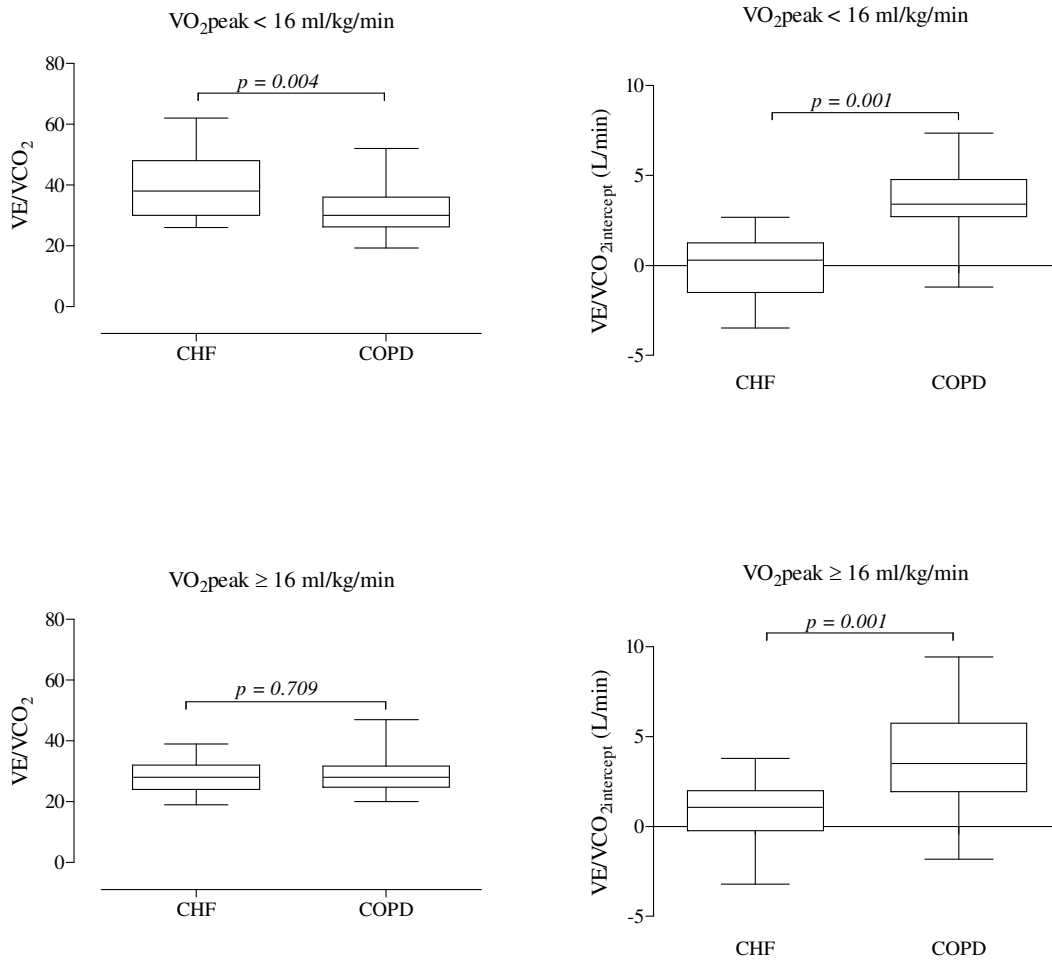 VO₂peak < 16 ml/kg/min
80
60
40
20
0
VE/VCO₂
p = 0.004
CHF
COPD
VO₂peak < 16 ml/kg/min
10
5
0
-5
VE/VCO₂intercept (L/min)
p = 0.001
CHF
COPD
VO₂peak ≥ 16 ml/kg/min
80
60
40
20
0
VE/VCO₂
p = 0.709
CHF
COPD
VO₂peak ≥ 16 ml/kg/min
10
5
0
-5
VE/VCO₂intercept (L/min)
p = 0.001
CHF
COPD